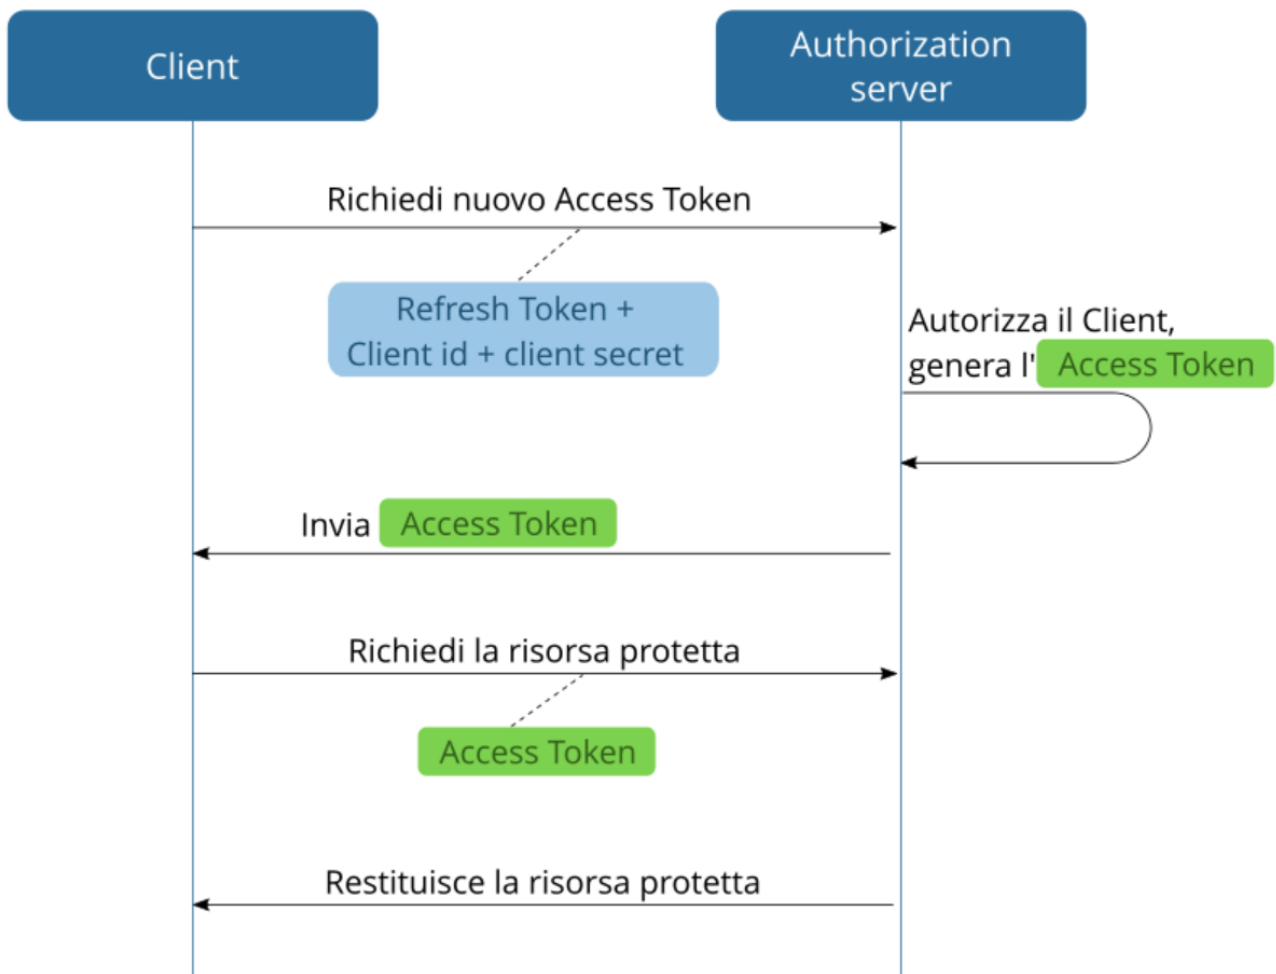 Client
Authorization
server
Richiedi nuovo Access Token
Refresh Token +
Client id + client secret
Autorizza il Client,
genera l' Access Token
Invia Access Token
Richiedi la risorsa protetta
Access Token
Restituisce la risorsa protetta